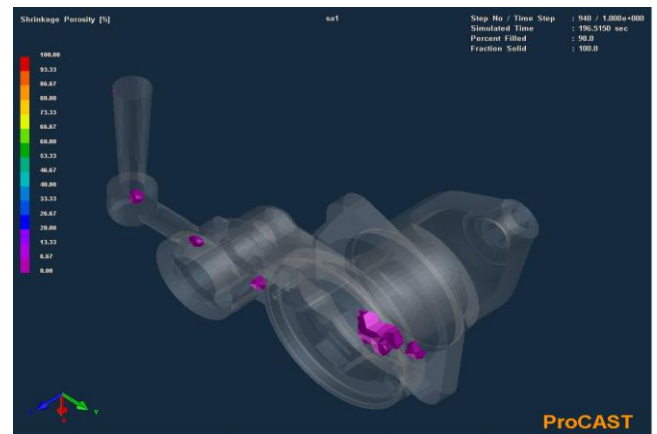 Shrinkage Porosity [%]
sa1
Step No / Time Step : 940 / 1.000e+000
Simulated Time : 196.5150 sec
Percent Filled : 90.0
Fraction Solid : 100.0
100.00
93.33
86.67
80.00
73.33
66.67
60.00
53.33
46.67
40.00
33.33
26.67
20.00
13.33
6.67
0.00
Y
ProCAST